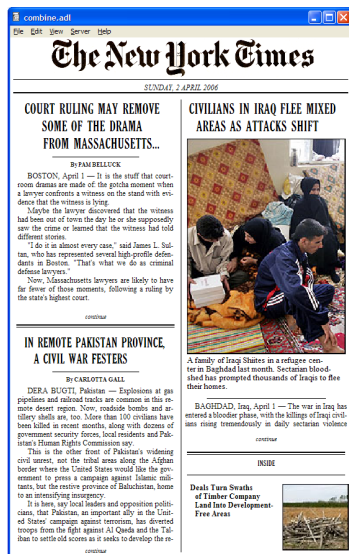 combine.adl
File Edit View Server Help
The New York Times
SUNDAY, 2 APRIL 2006
COURT RULING MAY REMOVE
SOME OF THE DRAMA
FROM MASSACHUSETTS...
By PAM BELLUCK
BOSTON, April 1 — It is the stuff that court-
room dramas are made of: the gotcha moment when
a lawyer confronts a witness on the stand with evi-
dence that the witness is lying.
Maybe the lawyer discovered that the witness
had been out of town the day he or she supposedly
saw the crime or learned that the witness had told
different stories.
"I do it in almost every case," said James L. Sul-
tan, who has represented several high-profile defen-
dants in Boston. "That's what we do as criminal
defense lawyers."
Now, Massachusetts lawyers are likely to have
far fewer of those moments, following a ruling by
the state's highest court.
continue
IN REMOTE PAKISTAN PROVINCE,
A CIVIL WAR FESTERS
By CARLOTTA GALL
DERA BUGTI, Pakistan — Explosions at gas
pipelines and railroad tracks are common in this re-
mote desert region. Now, roadside bombs and ar-
tillery shells are, too. More than 100 civilians have
been killed in recent months, along with dozens of
government security forces, local residents and Pak-
istan's Human Rights Commission say.
This is the other front of Pakistan's widening
civil unrest, not the tribal areas along the Afghan
border where the United States would like the gov-
ernment to press a campaign against Islamic mili-
tants, but the restive province of Baluchistan, home
to an intensifying insurgency.
It is here, say local leaders and opposition politi-
cians, that Pakistan, an important ally in the Unit-
ed States' campaign against terrorism, has diverted
troops from the fight against Al Qaeda and the Tal-
iban to settle old scores as it seeks to develop the re-
continue
CIVILIANS IN IRAQ FLEE MIXED
AREAS AS ATTACKS SHIFT
A family of Iraqi Shiites in a refugee cen-
ter in Baghdad last month. Sectarian blood-
shed has prompted thousands of Iraqis to flee
their homes.
BAGHDAD, Iraq, April 1 — The war in Iraq has
entered a bloodier phase, with the killings of Iraqi civil-
ians rising tremendously in daily sectarian violence
continue
INSIDE
Deals Turn Swaths
of Timber Company
Land Into Development-
Free Areas